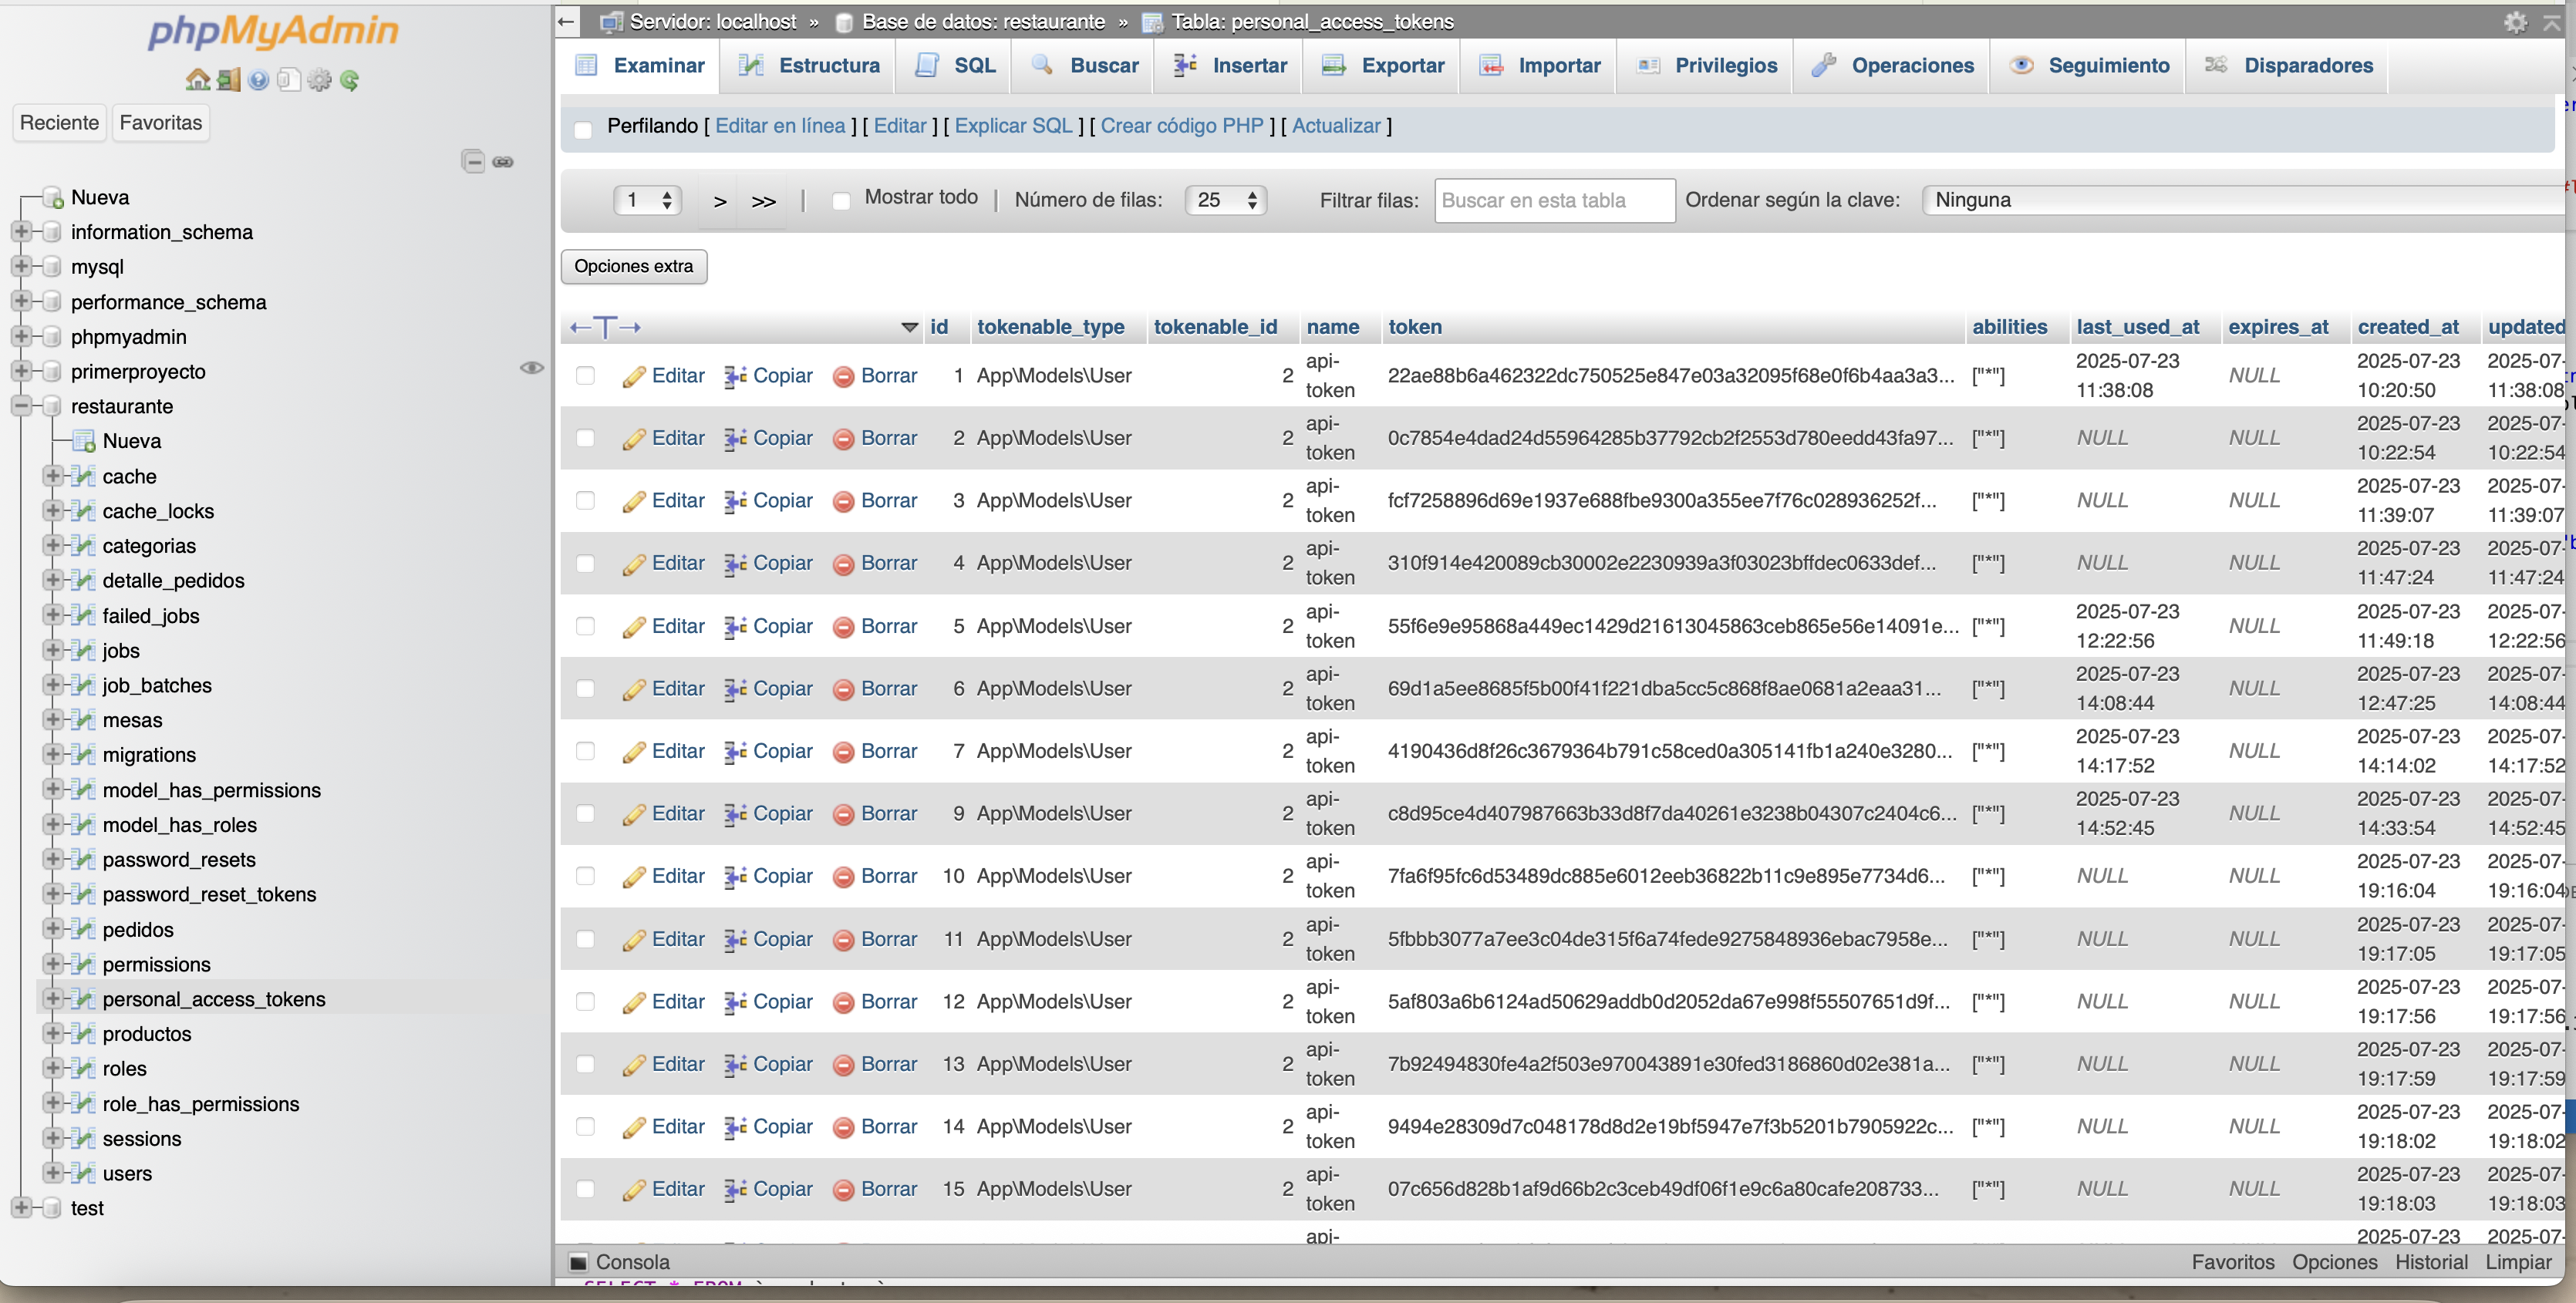 phpMyAdmin
Reciente Favoritas
Nueva
information_schema
mysql
performance_schema
phpmyadmin
primerproyecto
restaurante
Nueva
cache
cache_locks
categorias
detalle_pedidos
failed_jobs
jobs
job_batches
mesas
migrations
model_has_permissions
model_has_roles
password_resets
password_reset_tokens
pedidos
permissions
personal_access_tokens
productos
roles
role_has_permissions
sessions
users
test
Servidor: localhost » Base de datos: restaurante » Tabla: personal_access_tokens
Examinar Estructura SQL Buscar Insertar Exportar Importar Privilegios Operaciones Seguimiento Disparadores
Perfilando [ Editar en línea ] [ Editar ] [ Explicar SQL ] [ Crear código PHP ] [ Actualizar ]
1 > >> | Mostrar todo | Número de filas: 25 Filtrar filas: Buscar en esta tabla Ordenar según la clave: Ninguna
Opciones extra
←T→ id tokenable_type tokenable_id name token abilities last_used_at expires_at created_at updated
Editar Copiar Borrar 1 App\Models\User 2 api-token 22ae88b6a462322dc750525e847e03a32095f68e0f6b4aa3a3... ["*"] 2025-07-23 11:38:08 NULL 2025-07-23 10:20:50 2025-07- 11:38:08
Editar Copiar Borrar 2 App\Models\User 2 api-token 0c7854e4dad24d55964285b37792cb2f2553d780eedd43fa97... ["*"] NULL NULL 2025-07-23 10:22:54 2025-07- 10:22:54
Editar Copiar Borrar 3 App\Models\User 2 api-token fcf7258896d69e1937e688fbe9300a355ee7f76c028936252f... ["*"] NULL NULL 2025-07-23 11:39:07 2025-07- 11:39:07
Editar Copiar Borrar 4 App\Models\User 2 api-token 310f914e420089cb30002e2230939a3f03023bffdec0633def... ["*"] NULL NULL 2025-07-23 11:47:24 2025-07- 11:47:24
Editar Copiar Borrar 5 App\Models\User 2 api-token 55f6e9e95868a449ec1429d21613045863ceb865e56e14091e... ["*"] 2025-07-23 12:22:56 NULL 2025-07-23 11:49:18 2025-07- 12:22:56
Editar Copiar Borrar 6 App\Models\User 2 api-token 69d1a5ee8685f5b00f41f221dba5cc5c868f8ae0681a2eaa31... ["*"] 2025-07-23 14:08:44 NULL 2025-07-23 12:47:25 2025-07- 14:08:44
Editar Copiar Borrar 7 App\Models\User 2 api-token 4190436d8f26c3679364b791c58ced0a305141fb1a240e3280... ["*"] 2025-07-23 14:17:52 NULL 2025-07-23 14:14:02 2025-07- 14:17:52
Editar Copiar Borrar 9 App\Models\User 2 api-token c8d95ce4d407987663b33d8f7da40261e3238b04307c2404c6... ["*"] 2025-07-23 14:52:45 NULL 2025-07-23 14:33:54 2025-07- 14:52:45
Editar Copiar Borrar 10 App\Models\User 2 api-token 7fa6f95fc6d53489dc885e6012eeb36822b11c9e895e7734d6... ["*"] NULL NULL 2025-07-23 19:16:04 2025-07- 19:16:04
Editar Copiar Borrar 11 App\Models\User 2 api-token 5fbbb3077a7ee3c04de315f6a74fede9275848936ebac7958e... ["*"] NULL NULL 2025-07-23 19:17:05 2025-07- 19:17:05
Editar Copiar Borrar 12 App\Models\User 2 api-token 5af803a6b6124ad50629addb0d2052da67e998f55507651d9f... ["*"] NULL NULL 2025-07-23 19:17:56 2025-07- 19:17:56
Editar Copiar Borrar 13 App\Models\User 2 api-token 7b92494830fe4a2f503e970043891e30fed3186860d02e381a... ["*"] NULL NULL 2025-07-23 19:17:59 2025-07- 19:17:59
Editar Copiar Borrar 14 App\Models\User 2 api-token 9494e28309d7c048178d8d2e19bf5947e7f3b5201b7905922c... ["*"] NULL NULL 2025-07-23 19:18:02 2025-07- 19:18:02
Editar Copiar Borrar 15 App\Models\User 2 api-token 07c656d828b1af9d66b2c3ceb49df06f1e9c6a80cafe208733... ["*"] NULL NULL 2025-07-23 19:18:03 2025-07- 19:18:03
api- 2025-07-23 2025-07-
Consola Favoritos Opciones Historial Limpiar